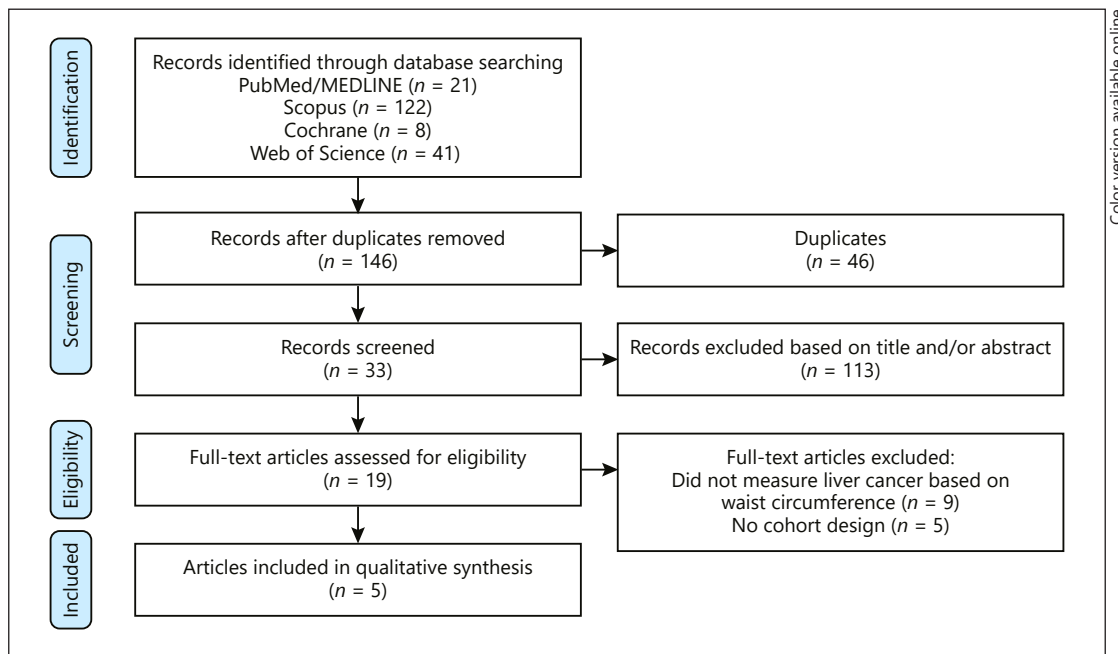 Identification
Records identified through database searching
PubMed/MEDLINE (n = 21)
Scopus (n = 122)
Cochrane (n = 8)
Web of Science (n = 41)
Screening
Records after duplicates removed
(n = 146)
Duplicates
(n = 46)
Records screened
(n = 33)
Records excluded based on title and/or abstract
(n = 113)
Eligibility
Full-text articles assessed for eligibility
(n = 19)
Full-text articles excluded:
Did not measure liver cancer based on
waist circumference (n = 9)
No cohort design (n = 5)
Included
Articles included in qualitative synthesis
(n = 5)
Color version available online